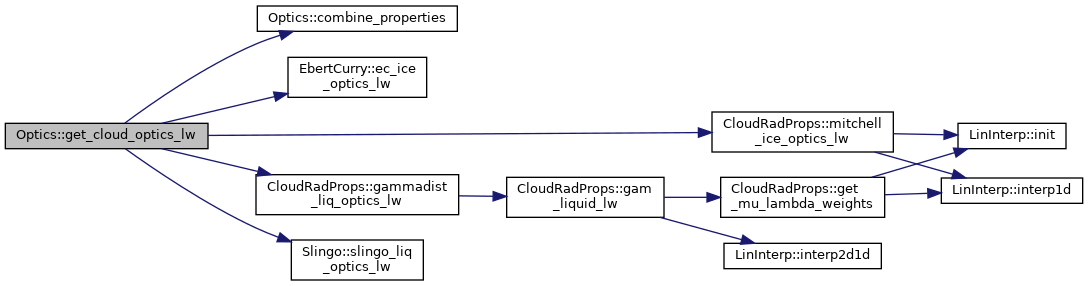 Optics::combine_properties
EbertCurry::ec_ice
_optics_lw
Optics::get_cloud_optics_lw
CloudRadProps::mitchell
_ice_optics_lw
LinInterp::init
CloudRadProps::gammadist
_liq_optics_lw
CloudRadProps::gam
_liquid_lw
CloudRadProps::get
_mu_lambda_weights
LinInterp::interp1d
Slingo::slingo_liq
_optics_lw
LinInterp::interp2d1d